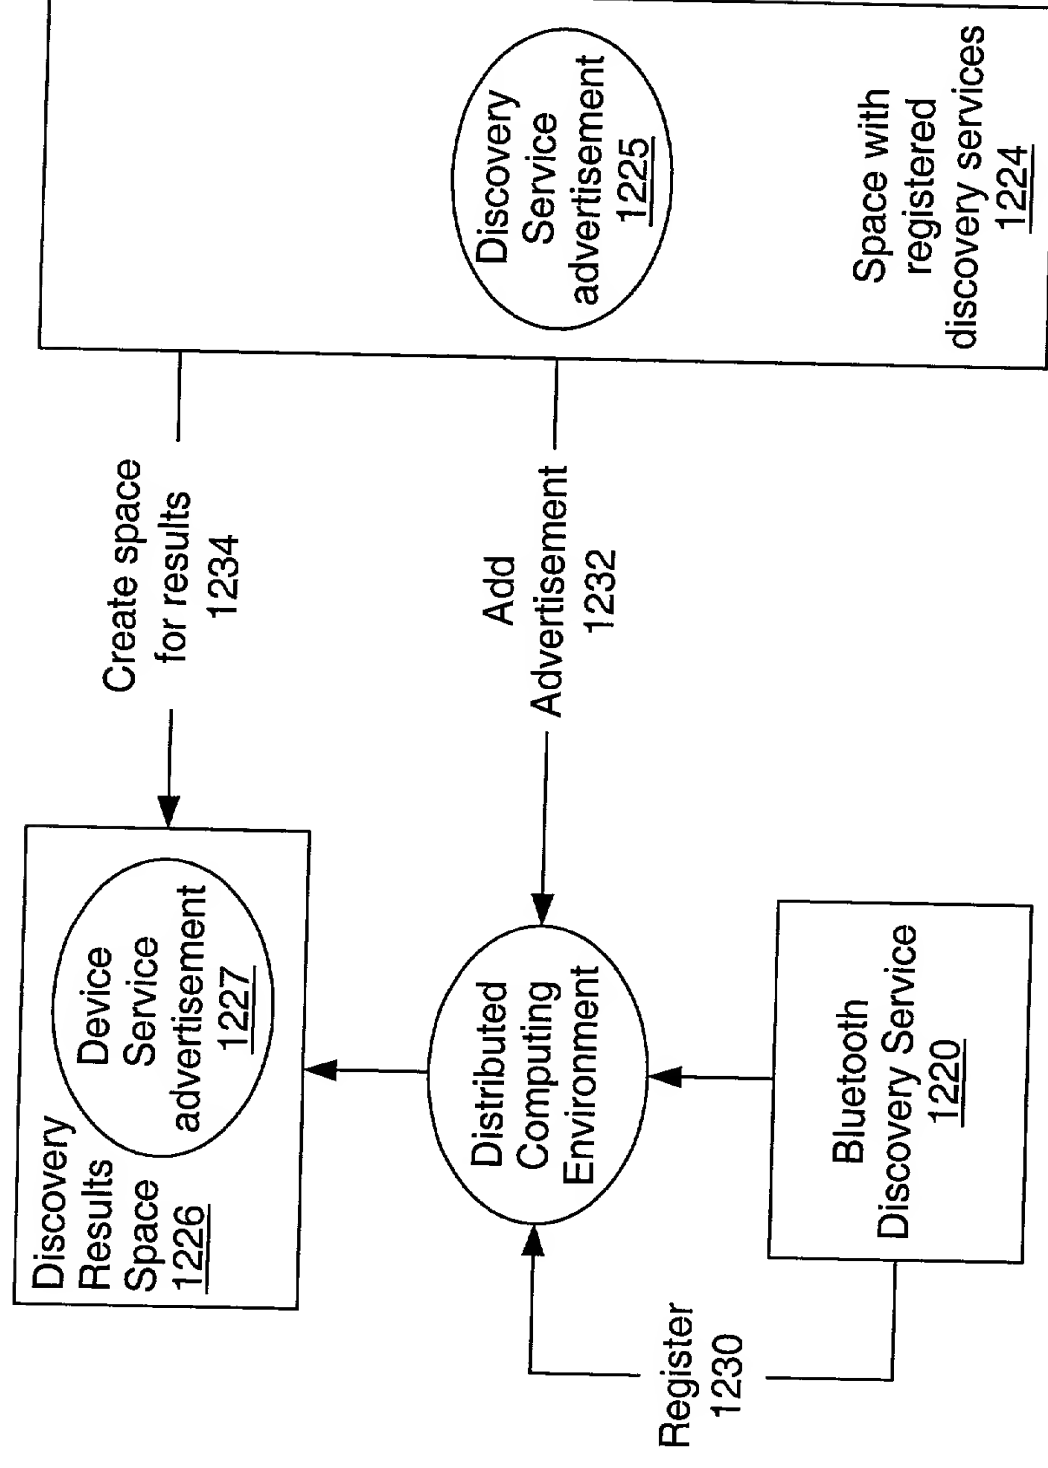 Discovery
Results
Space
1226
Device
Service
advertisement
1227
Create space
for results
1234
Distributed
Computing
Environment
Add
Advertisement
1232
Discovery
Service
advertisement
1225
Register
1230
Bluetooth
Discovery Service
1220
Space with
registered
discovery services
1224